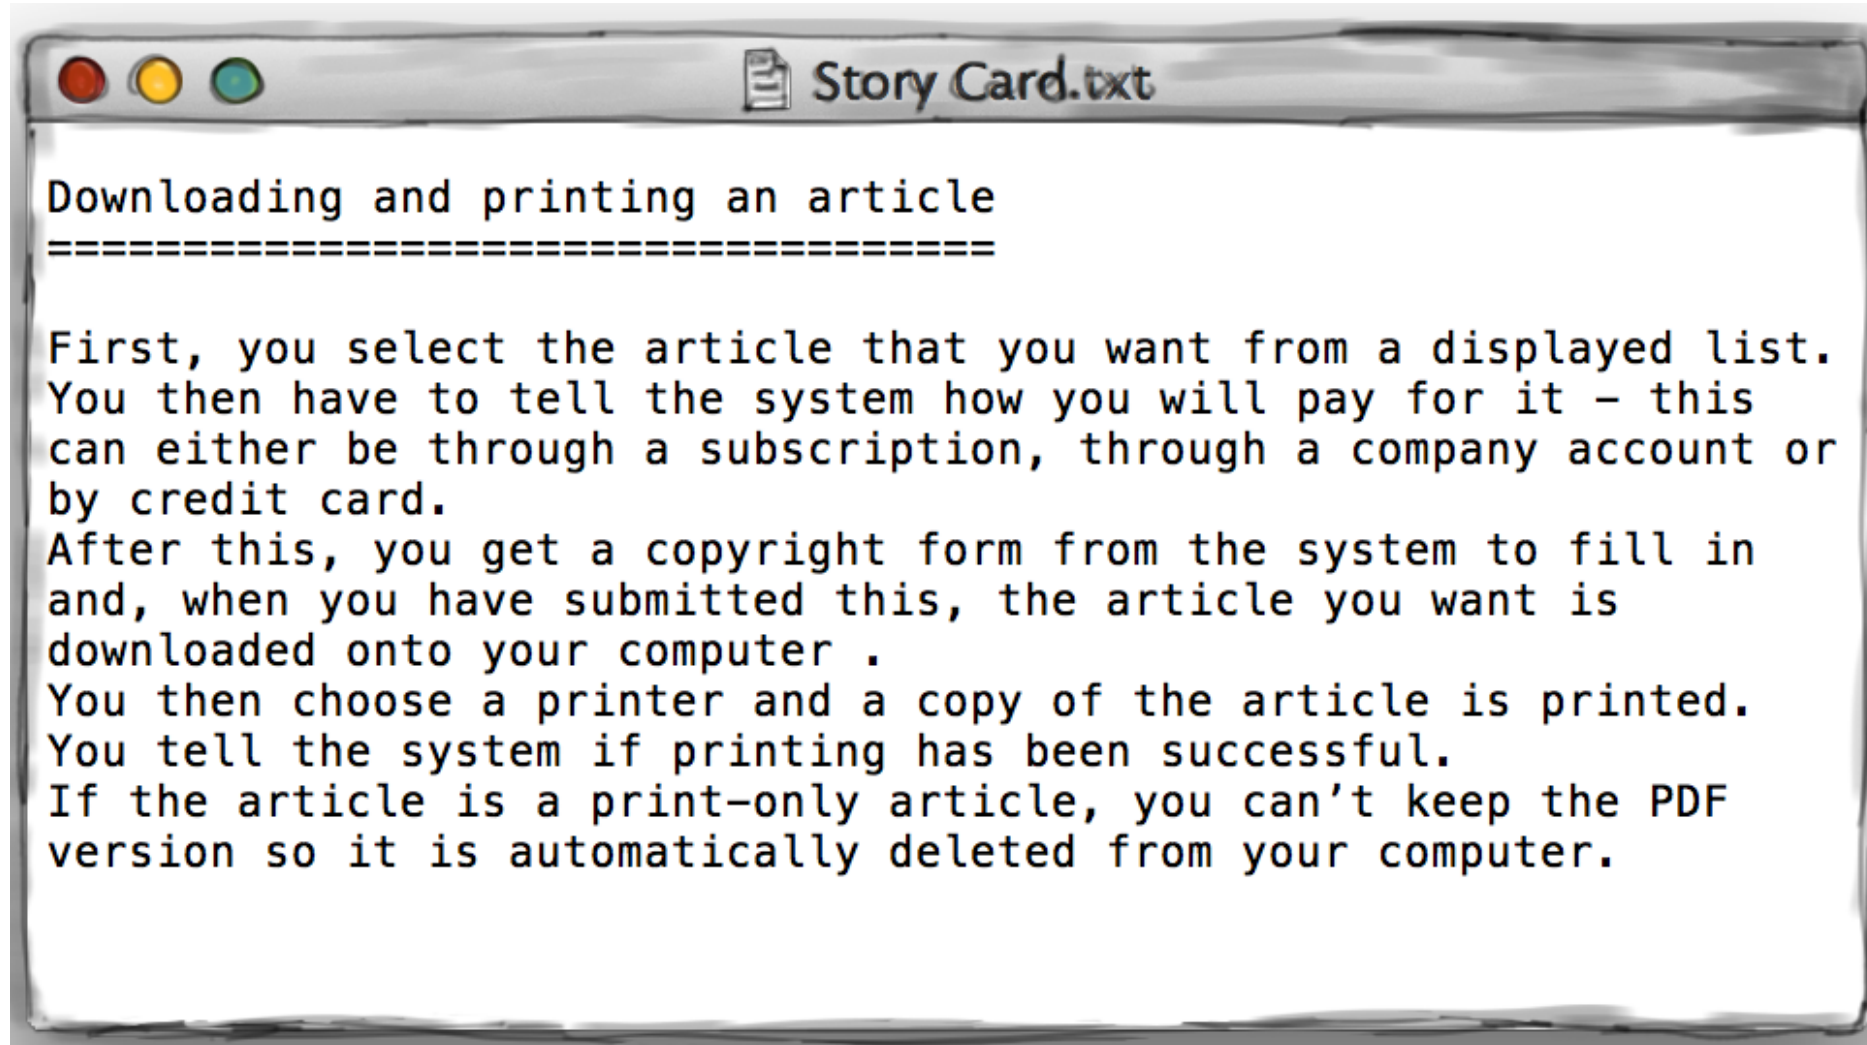 Story Card.txt
Downloading and printing an article
===================================
First, you select the article that you want from a displayed list.
You then have to tell the system how you will pay for it – this
can either be through a subscription, through a company account or
by credit card.
After this, you get a copyright form from the system to fill in
and, when you have submitted this, the article you want is
downloaded onto your computer .
You then choose a printer and a copy of the article is printed.
You tell the system if printing has been successful.
If the article is a print–only article, you can’t keep the PDF
version so it is automatically deleted from your computer.